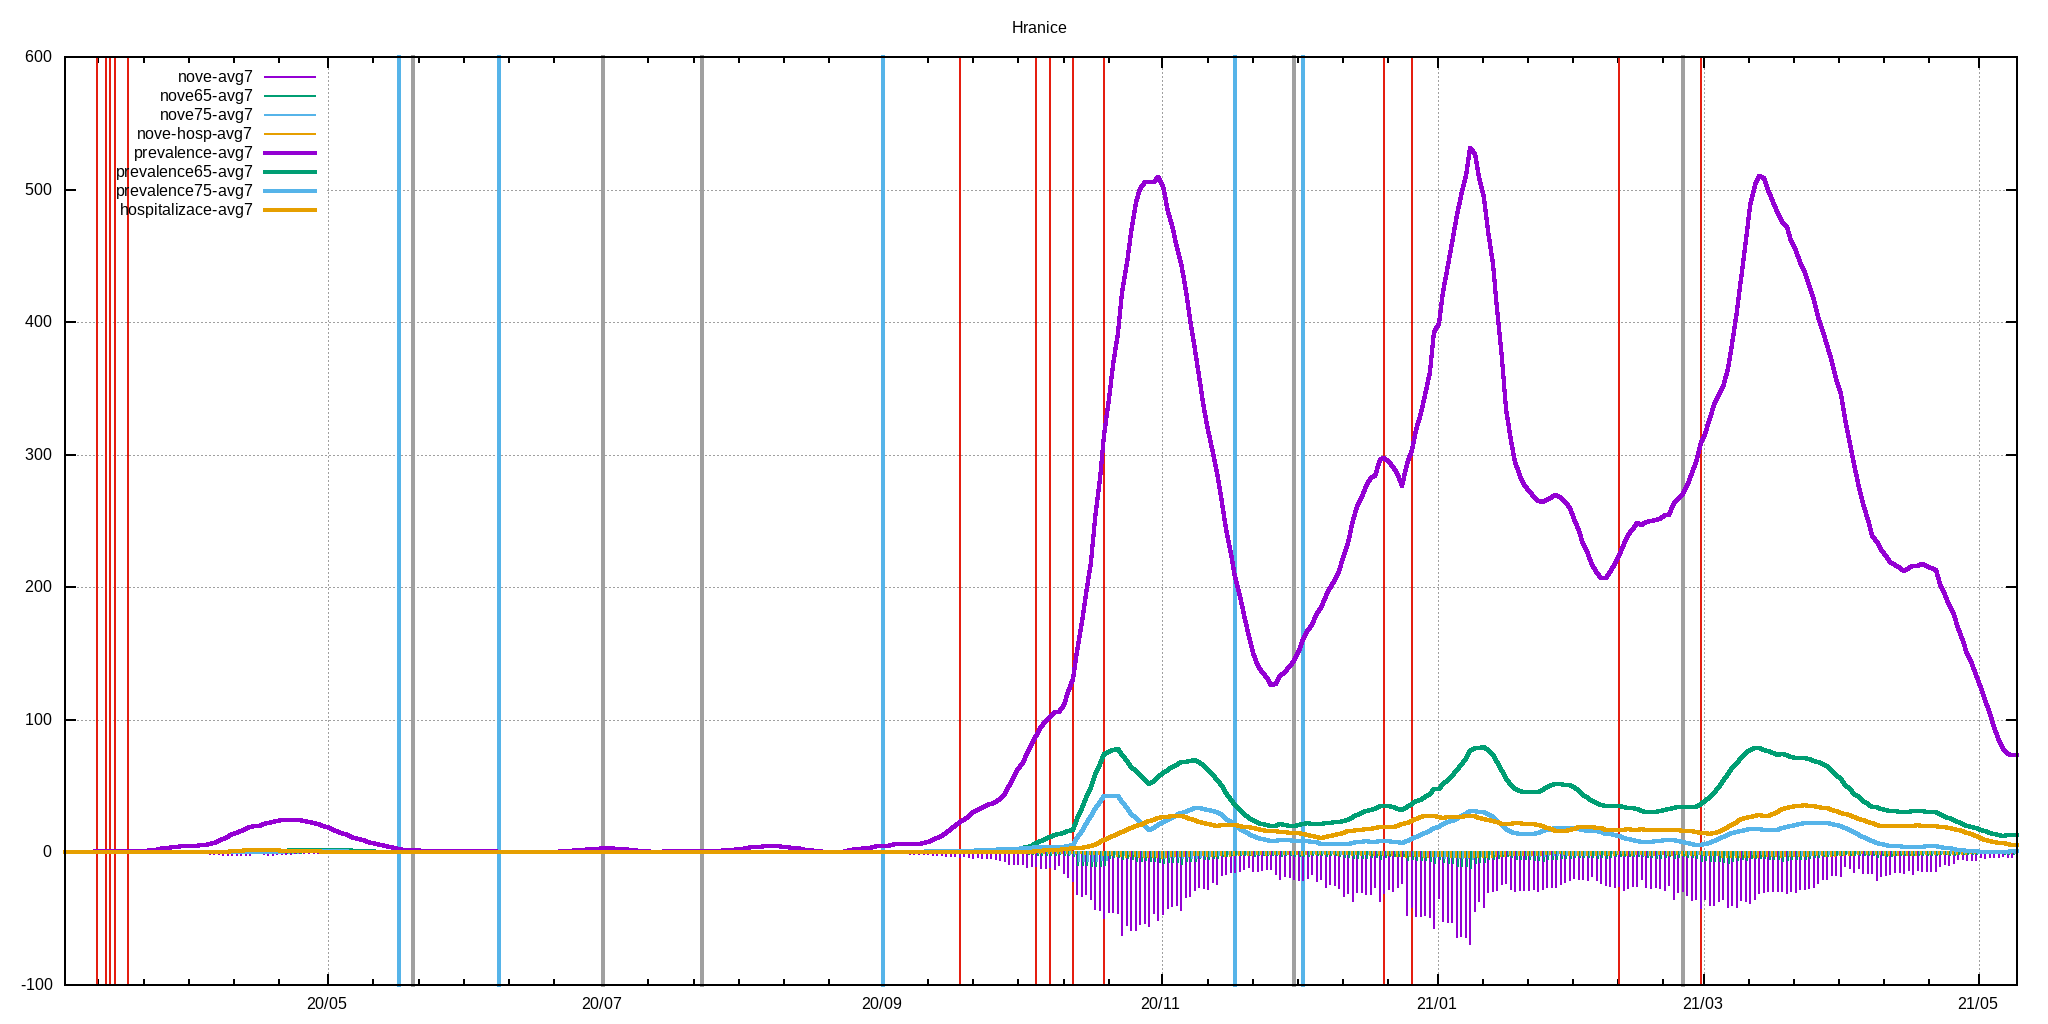 Hranice
600
500
400
300
200
100
0
-100
nove-avg7
nove65-avg7
nove75-avg7
nove-hosp-avg7
prevalence-avg7
prevalence65-avg7
prevalence75-avg7
hospitalizace-avg7
20/05
20/07
20/09
20/11
21/01
21/03
21/05